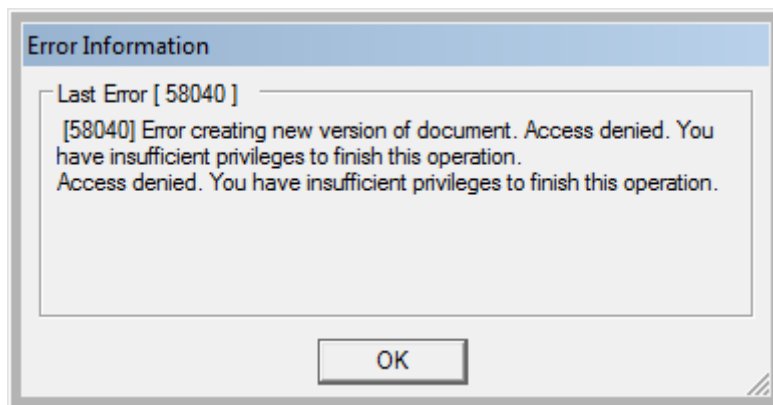 Error Information
Last Error [ 58040 ]
[58040] Error creating new version of document. Access denied. You
have insufficient privileges to finish this operation.
Access denied. You have insufficient privileges to finish this operation.
OK